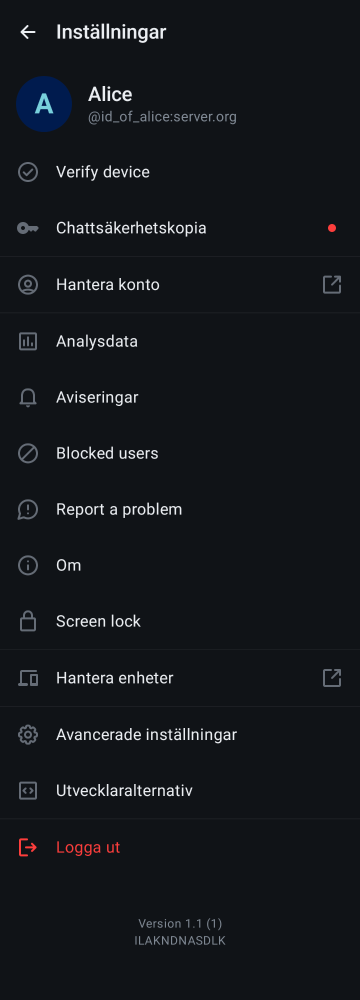 Inställningar
A
Alice
@id_of_alice:server.org
Verify device
Chattsäkerhetskopia
Hantera konto
Analysdata
Aviseringar
Blocked users
Report a problem
Om
Screen lock
Hantera enheter
Avancerade inställningar
Utvecklaralternativ
Logga ut
Version 1.1 (1)
ILAKNDNASDLK